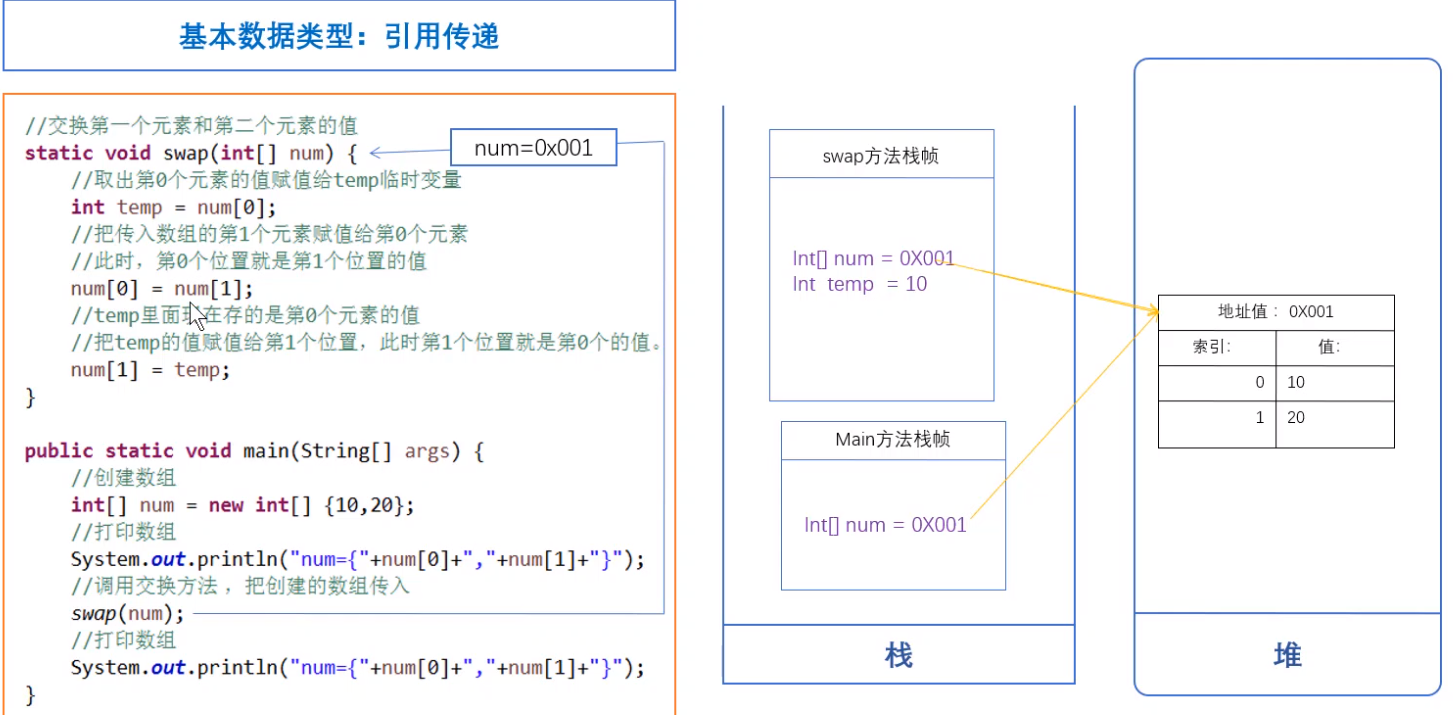 基本数据类型：引用传递
//交换第一个元素和第二个元素的值
static void swap(int[] num) {
num=0x001
//取出第0个元素的值赋值给temp临时变量
int temp = num[0];
//把传入数组的第1个元素赋值给第0个元素
//此时，第0个位置就是第1个位置的值
num[0] = num[1];
//temp里面现在存的是第0个元素的值
//把temp的值赋值给第1个位置，此时第1个位置就是第0个的值。
num[1] = temp;
}
public static void main(String[] args) {
//创建数组
int[] num = new int[] {10,20};
//打印数组
System.out.println("num={"+num[0]+","+num[1]+"}");
//调用交换方法 ，把创建的数组传入
swap(num);
//打印数组
System.out.println("num={"+num[0]+","+num[1]+"}");
}
swap方法栈帧
Int[] num = 0X001
Int temp = 10
Main方法栈帧
Int[] num = 0X001
栈
地址值 ：0X001
索引: 值:
0 10
1 20
堆